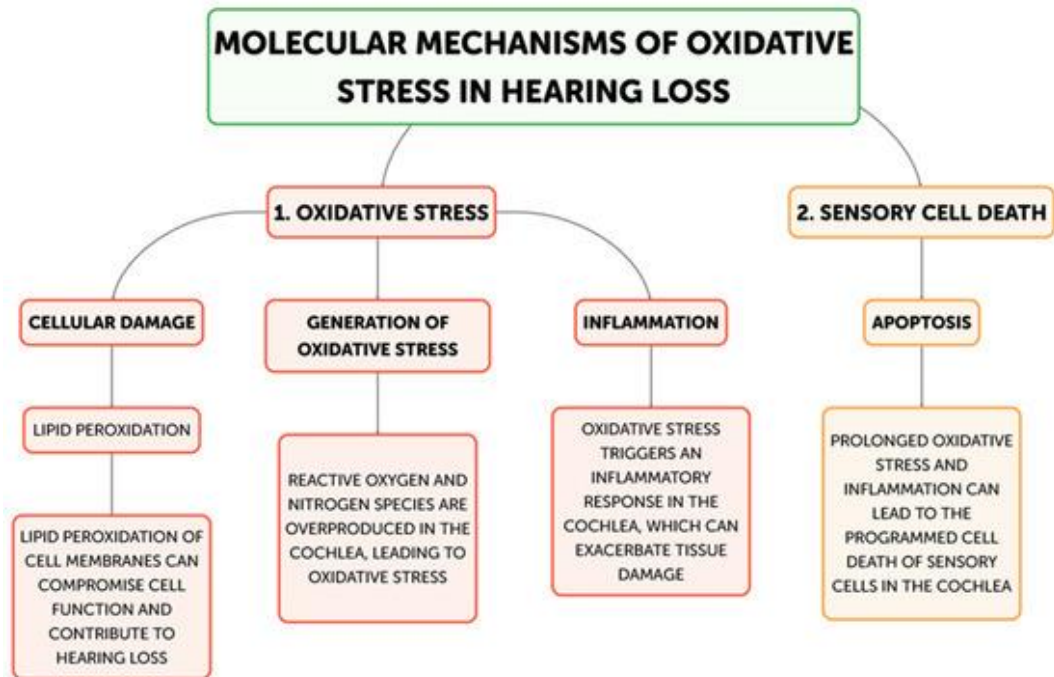 MOLECULAR MECHANISMS OF OXIDATIVE
STRESS IN HEARING LOSS
1. OXIDATIVE STRESS
2. SENSORY CELL DEATH
CELLULAR DAMAGE
GENERATION OF
OXIDATIVE STRESS
INFLAMMATION
APOPTOSIS
LIPID PEROXIDATION
LIPID PEROXIDATION OF
CELL MEMBRANES CAN
COMPROMISE CELL
FUNCTION AND
CONTRIBUTE TO
HEARING LOSS
REACTIVE OXYGEN AND
NITROGEN SPECIES ARE
OVERPRODUCED IN THE
COCHLEA, LEADING TO
OXIDATIVE STRESS
OXIDATIVE STRESS
TRIGGERS AN
INFLAMMATORY
RESPONSE IN THE
COCHLEA, WHICH CAN
EXACERBATE TISSUE
DAMAGE
PROLONGED OXIDATIVE
STRESS AND
INFLAMMATION CAN
LEAD TO THE
PROGRAMMED CELL
DEATH OF SENSORY
CELLS IN THE COCHLEA